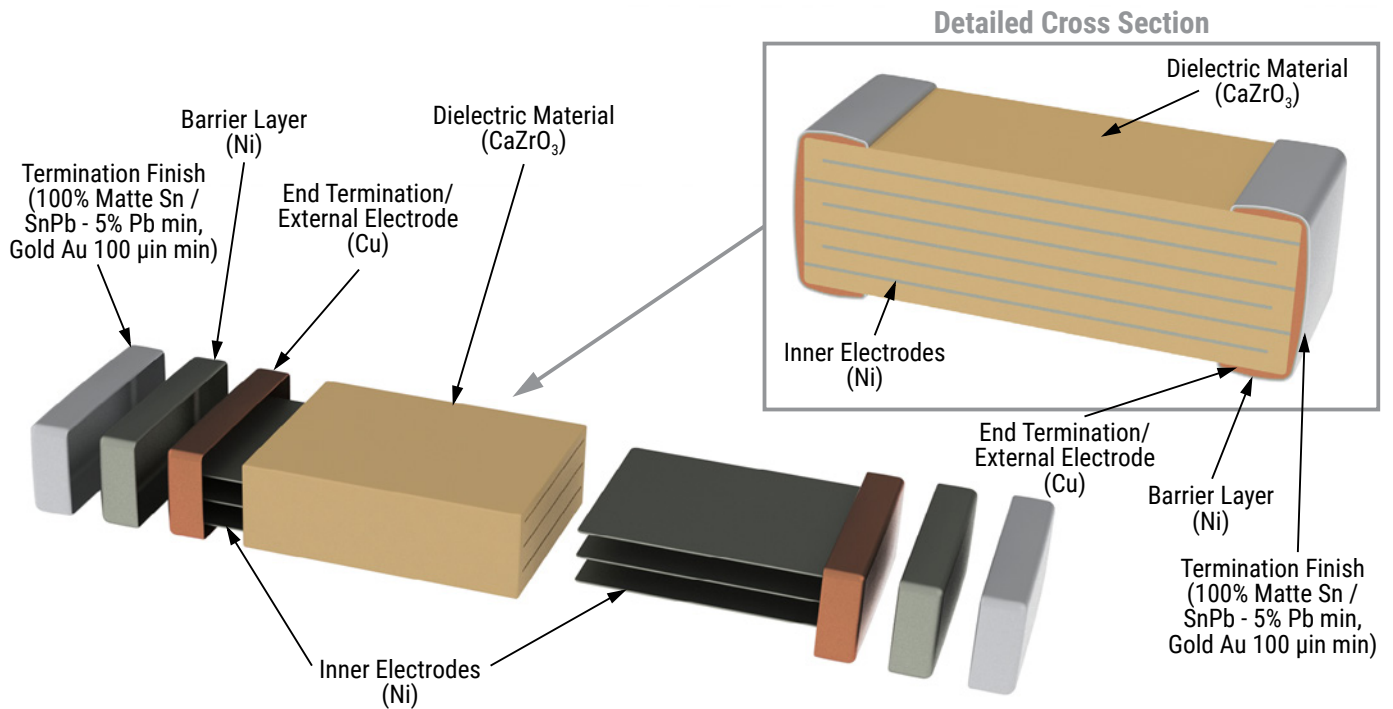 Detailed Cross Section
Dielectric Material
(CaZrO₃)
Barrier Layer
(Ni)
Dielectric Material
(CaZrO₃)
Termination Finish
(100% Matte Sn /
SnPb - 5% Pb min,
Gold Au 100 µin min)
End Termination/
External Electrode
(Cu)
Inner Electrodes
(Ni)
End Termination/
External Electrode
(Cu)
Barrier Layer
(Ni)
Termination Finish
(100% Matte Sn /
SnPb - 5% Pb min,
Gold Au 100 µin min)
Inner Electrodes
(Ni)